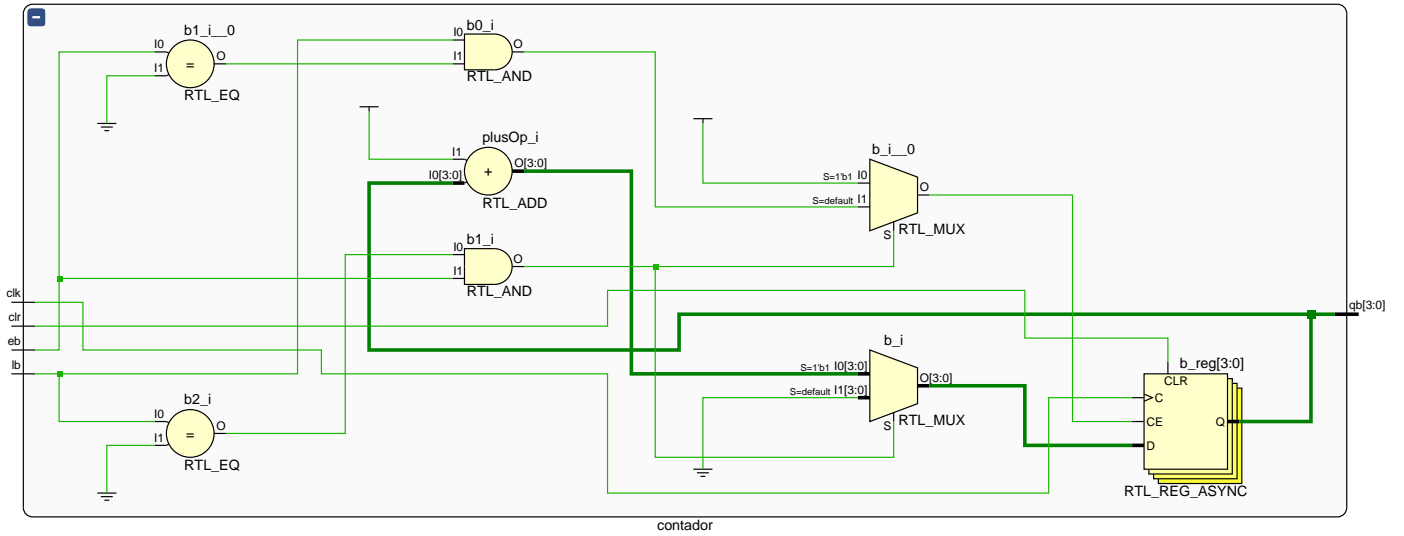 b1_i__0
I0
I1
=
O
RTL_EQ
b0_i
I0
I1
O
RTL_AND
plusOp_i
I1
I0[3:0]
+
O[3:0]
RTL_ADD
b_i__0
S=1'b1 I0
S=default I1
O
S
RTL_MUX
b1_i
I0
I1
O
RTL_AND
clk
clr
eb
lb
qb[3:0]
b_i
S=1'b1 I0[3:0]
S=default I1[3:0]
O[3:0]
S
RTL_MUX
b_reg[3:0]
CLR
C
CE
D
Q
RTL_REG_ASYNC
b2_i
I0
I1
=
O
RTL_EQ
contador